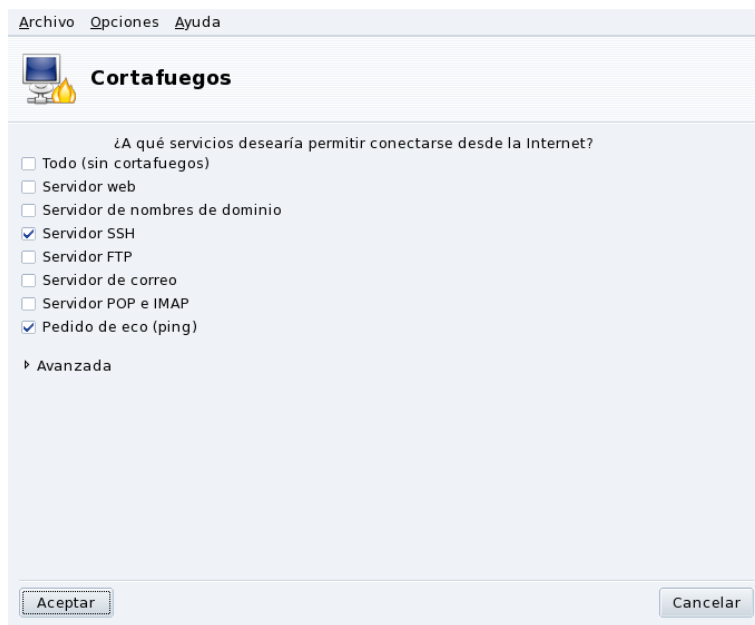 Archivo Opciones Ayuda
Cortafuegos
¿A qué servicios desearía permitir conectarse desde la Internet?
Todo (sin cortafuegos)
Servidor web
Servidor de nombres de dominio
Servidor SSH
Servidor FTP
Servidor de correo
Servidor POP e IMAP
Pedido de eco (ping)
Avanzada
Aceptar Cancelar